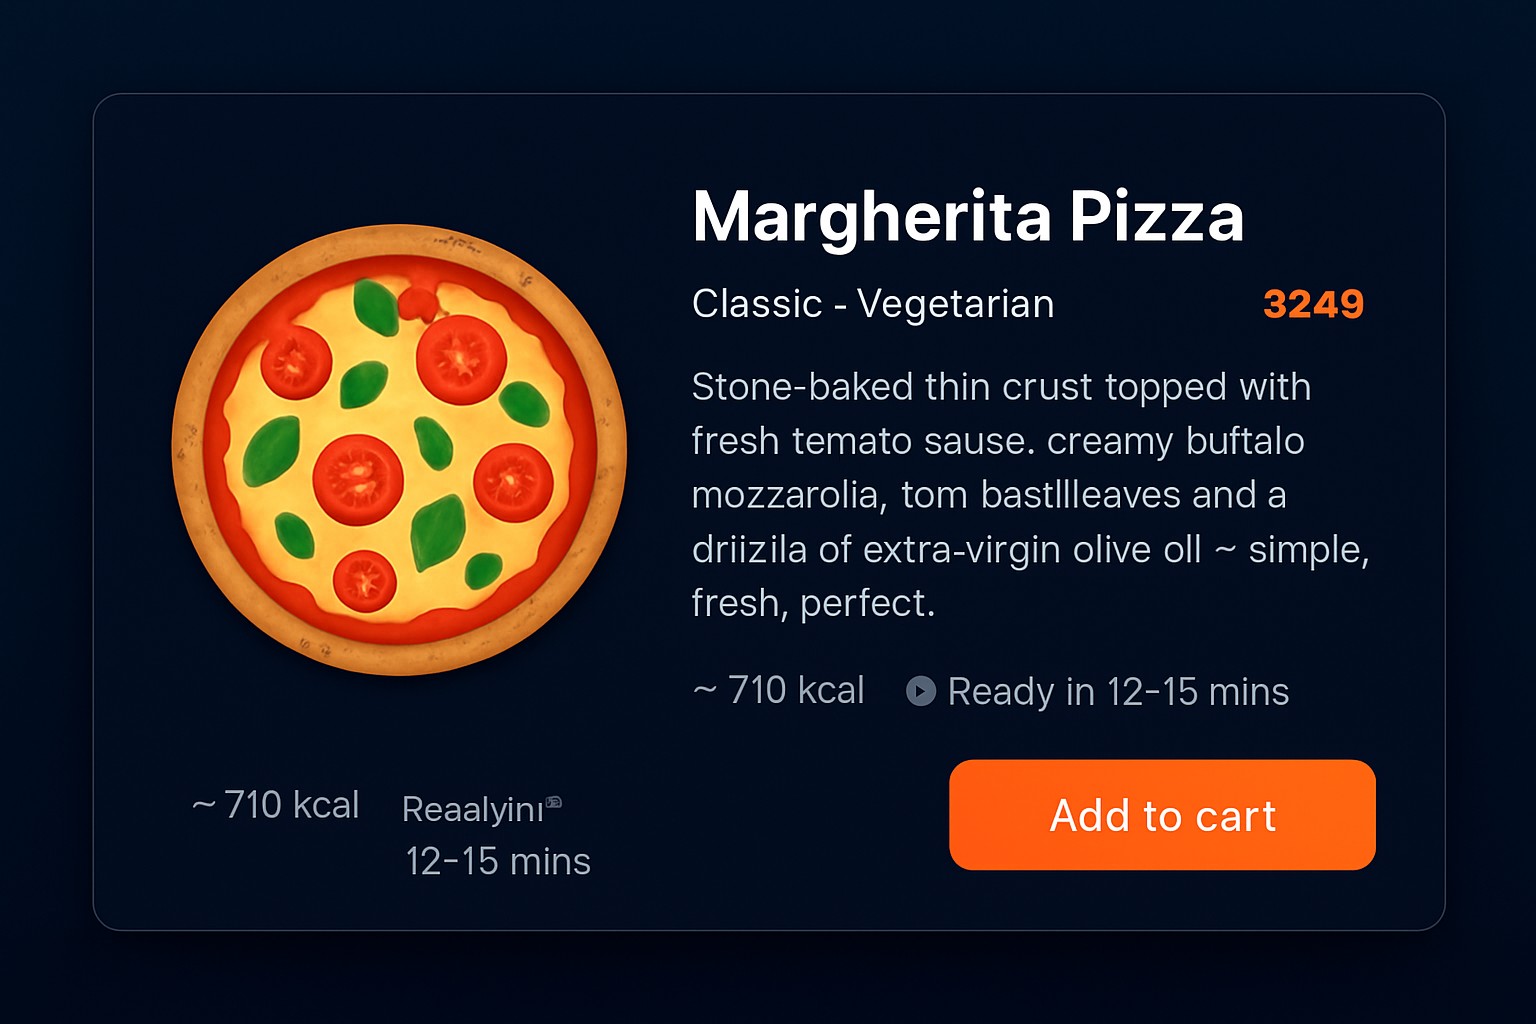 Margherita Pizza
Classic - Vegetarian
3249
Stone-baked thin crust topped with
fresh temato sause. creamy buftalo
mozzarolia, tom bastllleaves and a
driizila of extra-virgin olive oll ~ simple,
fresh, perfect.
~ 710 kcal
Ready in 12-15 mins
~ 710 kcal
Reaalyinı
12-15 mins
Add to cart